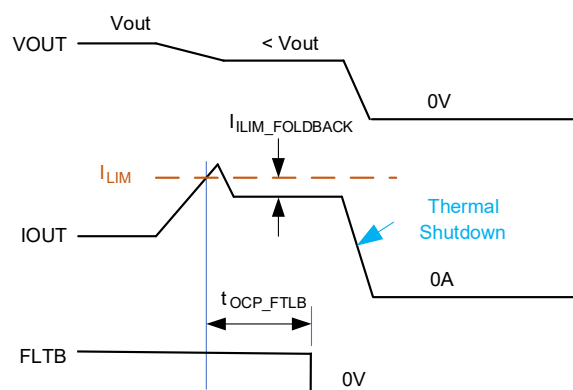 Vout
VOUT
< Vout
0V
IILIM_FOLDBACK
ILIM
Thermal
Shutdown
IOUT
0A
tOCP_FTLB
FLTB
0V